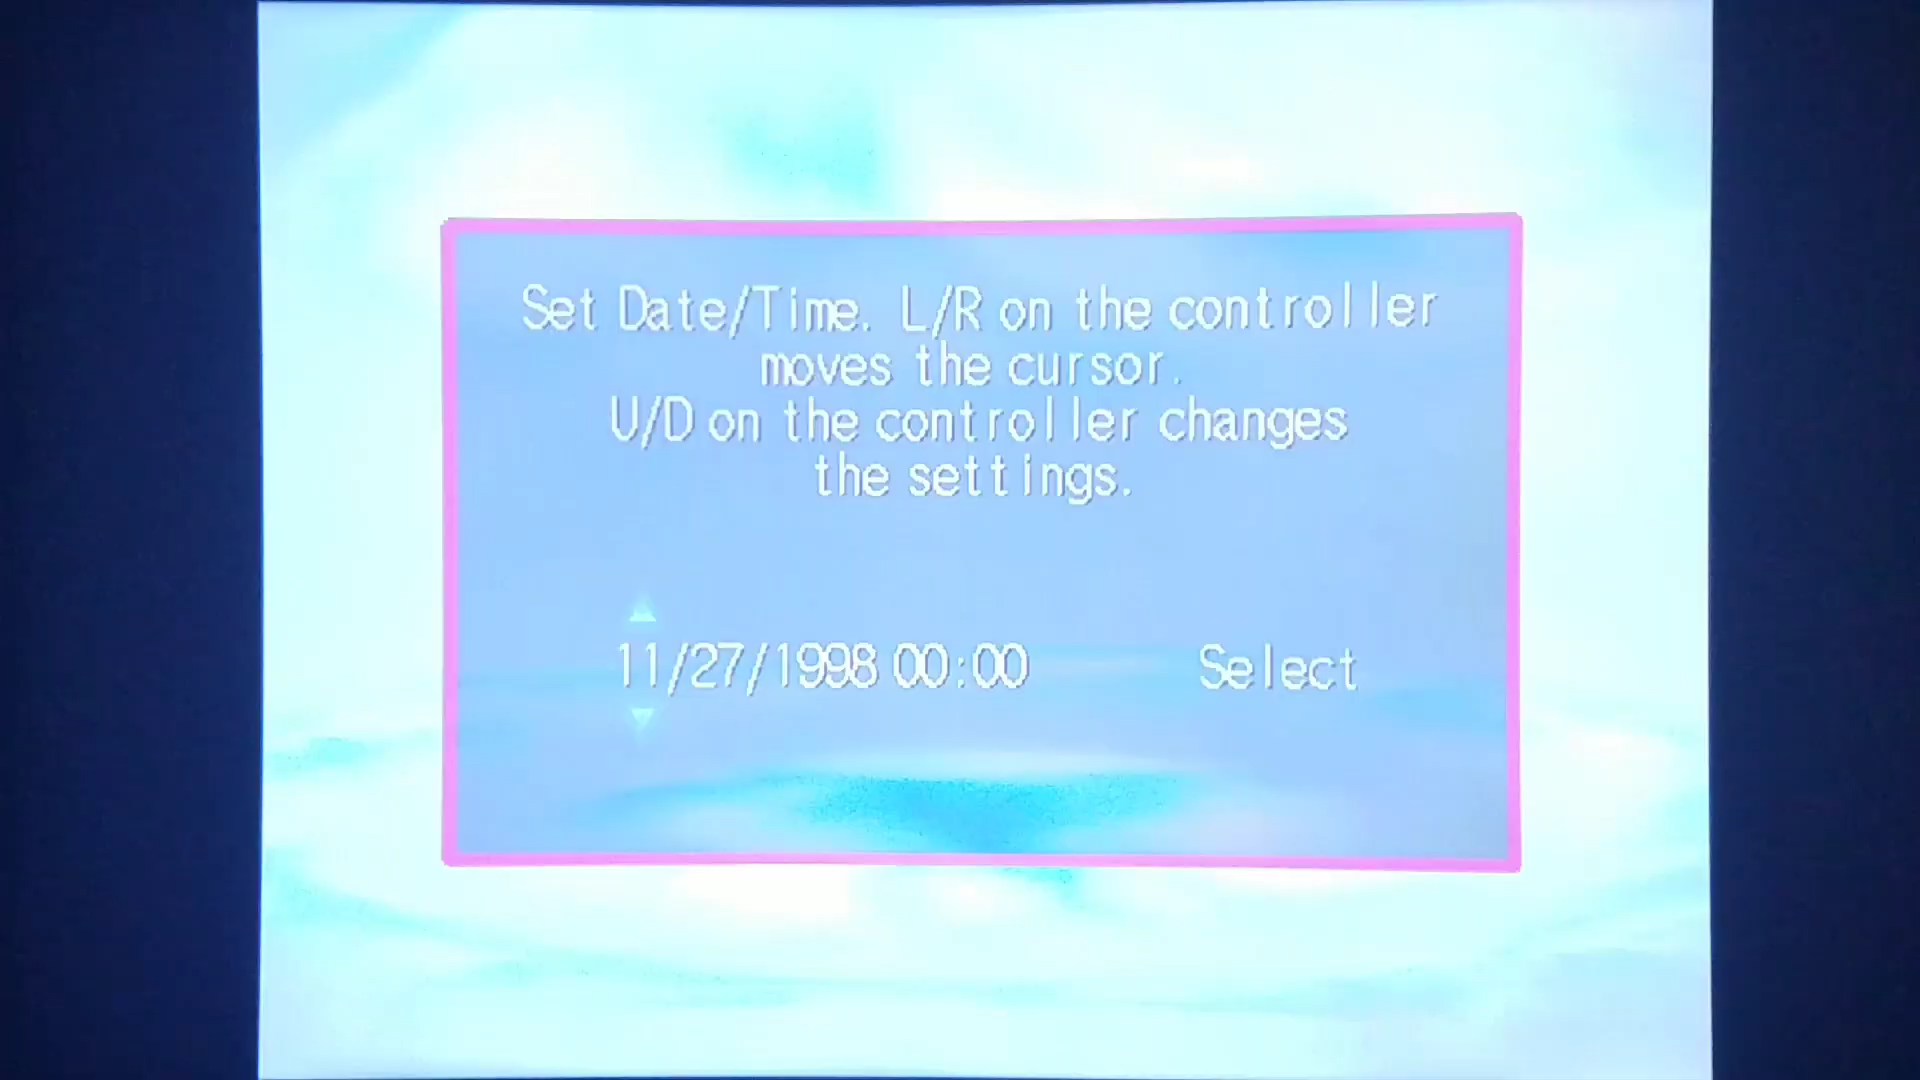 Set Date/Time. L/R on the controller
moves the cursor.
U/D on the controller changes
the settings.
11/27/1998 00:00 Select